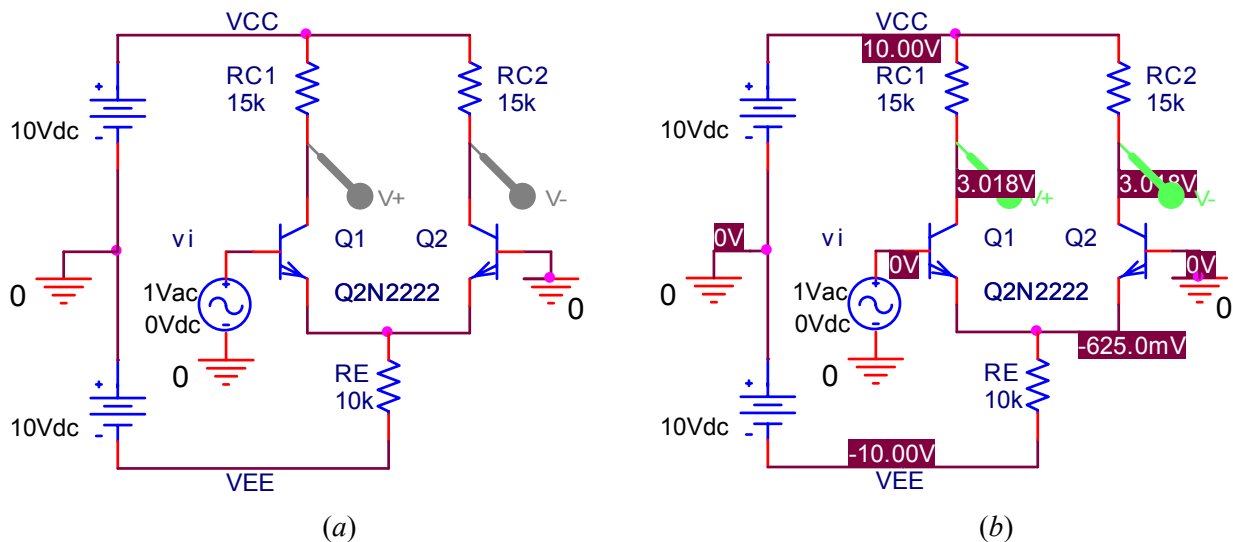 VCC
RC1
15k
RC2
15k
10Vdc
V+
V-
vi
Q1
Q2
Q2N2222
0
1Vac
0Vdc
0
0
RE
10k
10Vdc
VEE
(a)
VCC
10.00V
RC1
15k
RC2
15k
10Vdc
3.018V
3.018V
V+
V-
0V
vi
Q1
Q2
0V
0V
Q2N2222
0
1Vac
0Vdc
0
-625.0mV
0
RE
10k
10Vdc
-10.00V
VEE
(b)